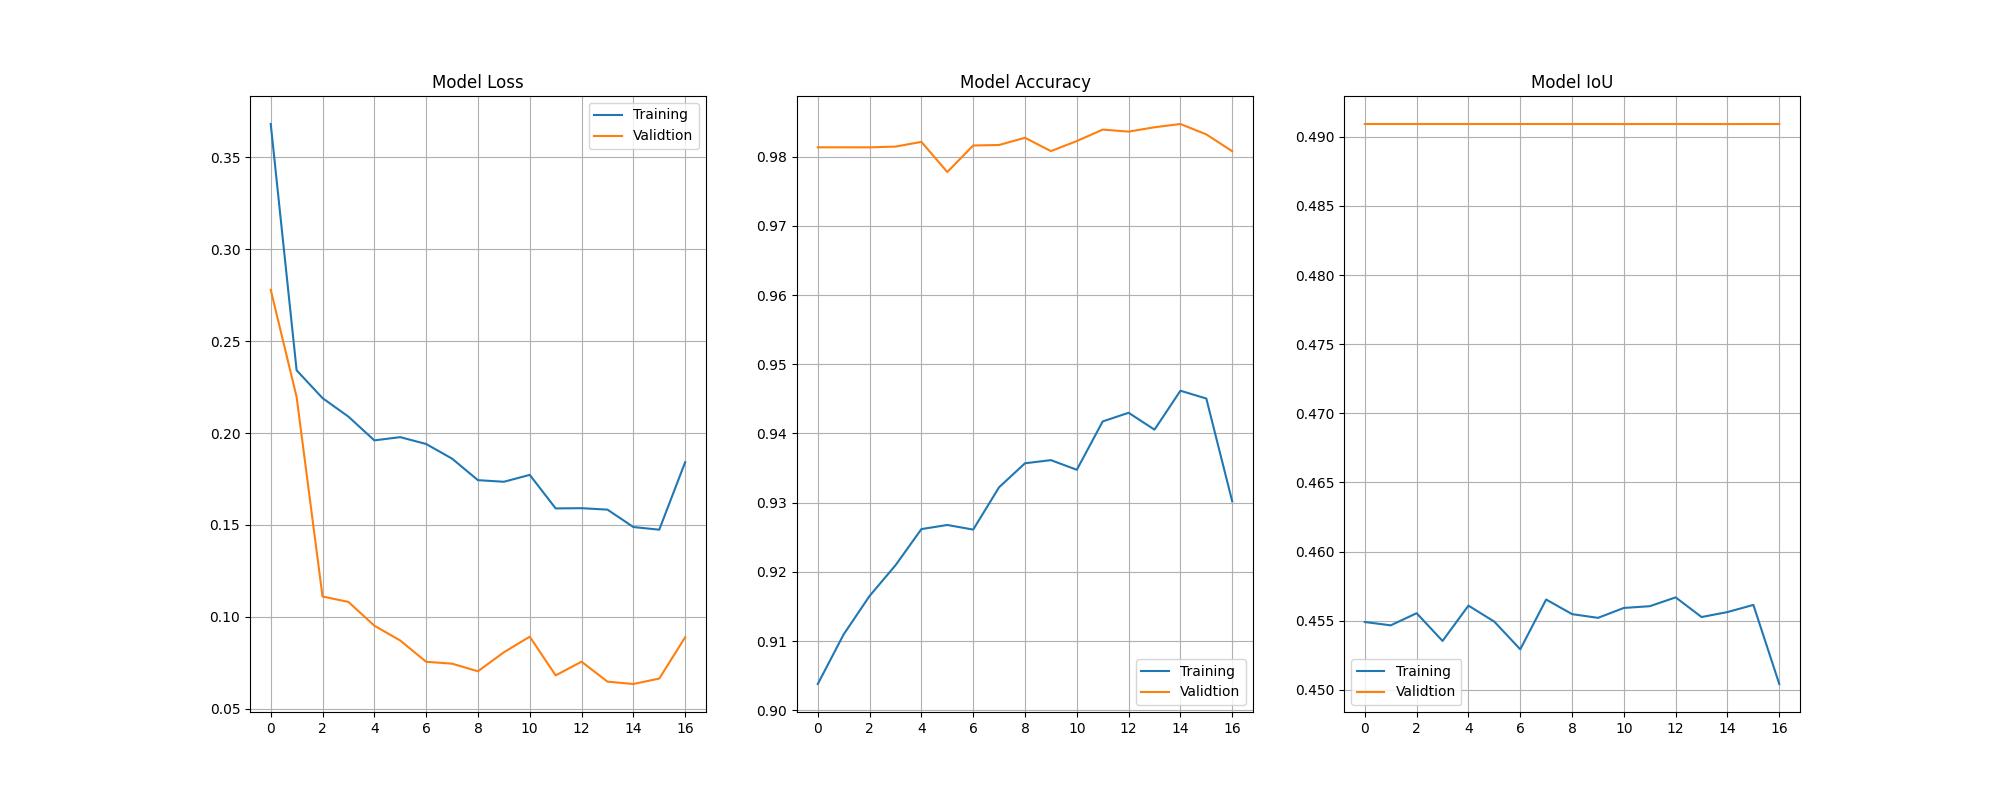 Model Loss
Training
Validtion
0.35
0.30
0.25
0.20
0.15
0.10
0.05
0 2 4 6 8 10 12 14 16
Model Accuracy
0.98
0.97
0.96
0.95
0.94
0.93
0.92
0.91
0.90
Training
Validtion
0 2 4 6 8 10 12 14 16
Model IoU
0.490
0.485
0.480
0.475
0.470
0.465
0.460
0.455
0.450
Training
Validtion
0 2 4 6 8 10 12 14 16